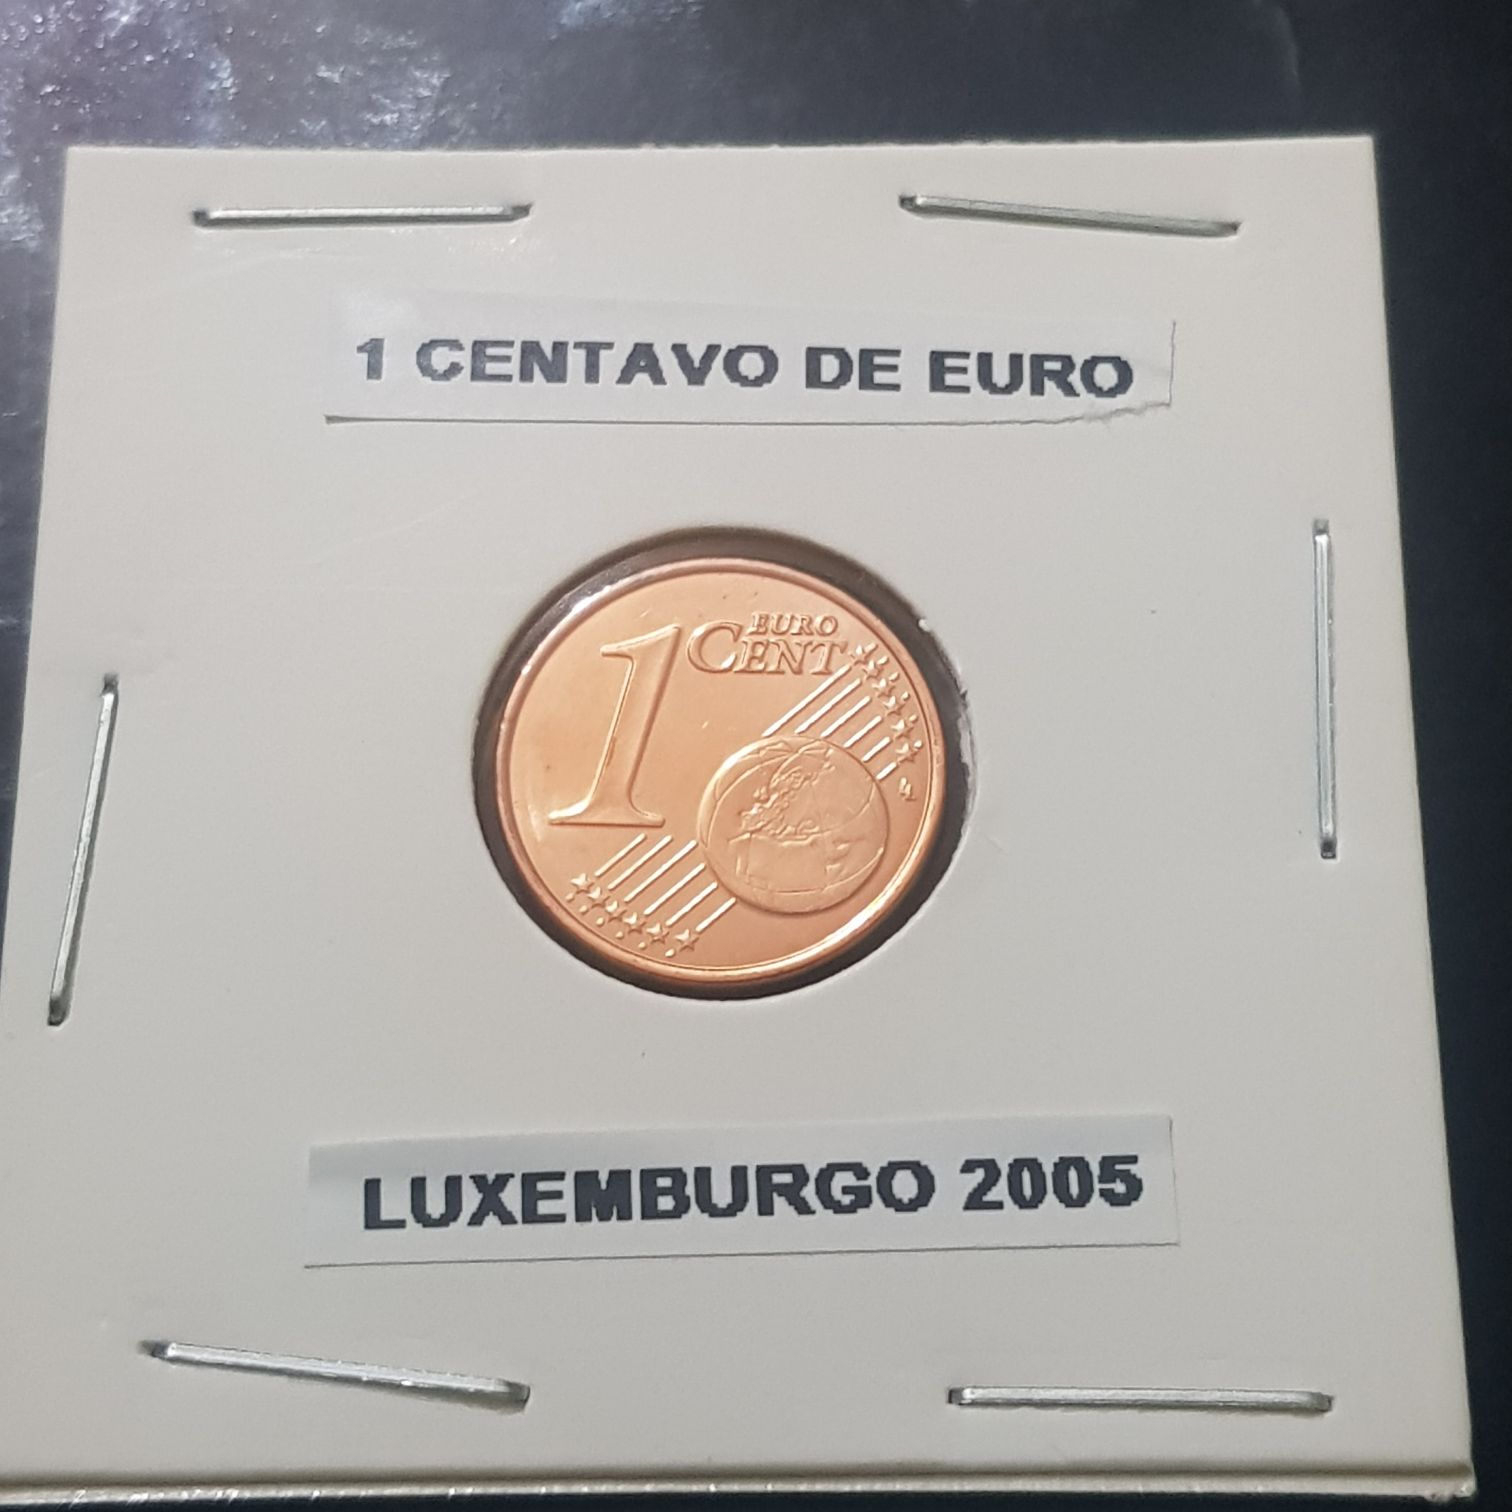 1 CENTAVO DE EURO
1 EURO
CENT
LUXEMBURGO 2005